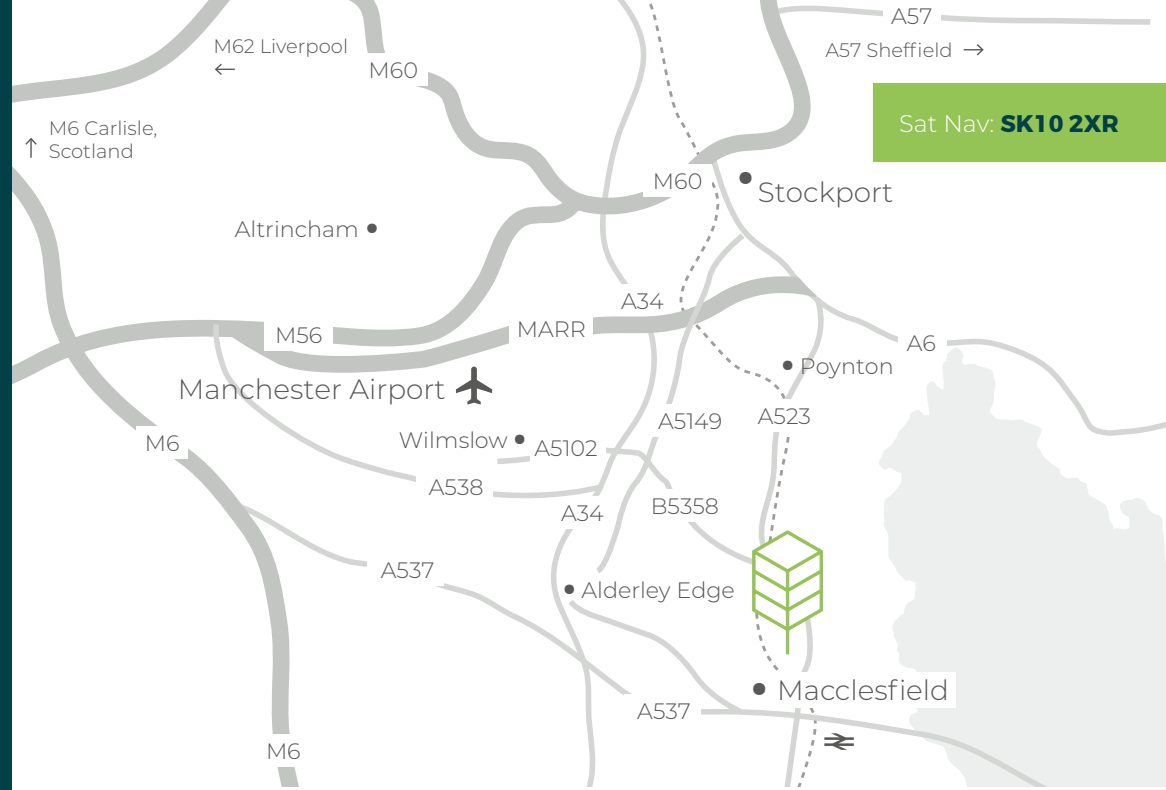 A57
M62 Liverpool
←
A57 Sheffield →
M60
Sat Nav: SK10 2XR
↑ M6 Carlisle,
Scotland
M60
Stockport
Altrincham
A34
M56
MARR
A6
Poynton
Manchester Airport
A523
A5149
M6
Wilmslow
A5102
A538
B5358
A34
A537
Alderley Edge
Macclesfield
A537
M6